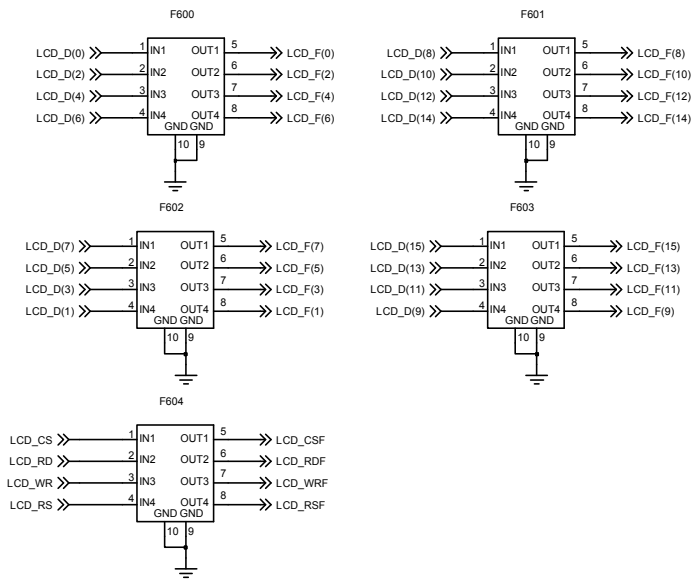 F600
LCD_D(0) 1 IN1 OUT1 5 LCD_F(0)
LCD_D(2) 2 IN2 OUT2 6 LCD_F(2)
LCD_D(4) 3 IN3 OUT3 7 LCD_F(4)
LCD_D(6) 4 IN4 OUT4 8 LCD_F(6)
GND GND
10 9
F601
LCD_D(8) 1 IN1 OUT1 5 LCD_F(8)
LCD_D(10) 2 IN2 OUT2 6 LCD_F(10)
LCD_D(12) 3 IN3 OUT3 7 LCD_F(12)
LCD_D(14) 4 IN4 OUT4 8 LCD_F(14)
GND GND
10 9
F602
LCD_D(7) 1 IN1 OUT1 5 LCD_F(7)
LCD_D(5) 2 IN2 OUT2 6 LCD_F(5)
LCD_D(3) 3 IN3 OUT3 7 LCD_F(3)
LCD_D(1) 4 IN4 OUT4 8 LCD_F(1)
GND GND
10 9
F603
LCD_D(15) 1 IN1 OUT1 5 LCD_F(15)
LCD_D(13) 2 IN2 OUT2 6 LCD_F(13)
LCD_D(11) 3 IN3 OUT3 7 LCD_F(11)
LCD_D(9) 4 IN4 OUT4 8 LCD_F(9)
GND GND
10 9
F604
LCD_CS 1 IN1 OUT1 5 LCD_CSF
LCD_RD 2 IN2 OUT2 6 LCD_RDF
LCD_WR 3 IN3 OUT3 7 LCD_WRF
LCD_RS 4 IN4 OUT4 8 LCD_RSF
GND GND
10 9